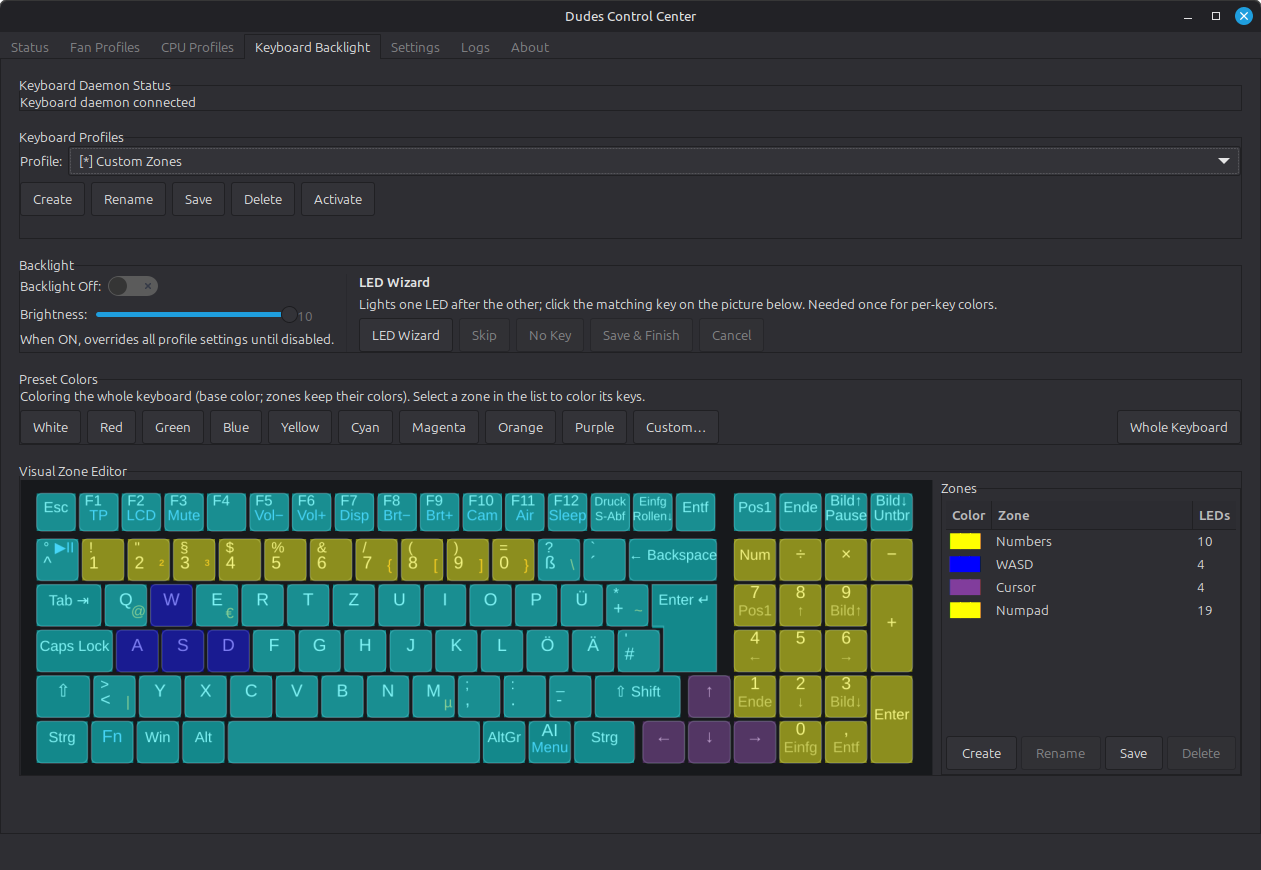 Dudes Control Center
Status Fan Profiles CPU Profiles Keyboard Backlight Settings Logs About
Keyboard Daemon Status
Keyboard daemon connected
Keyboard Profiles
Profile: [*] Custom Zones
Create Rename Save Delete Activate
Backlight
Backlight Off:
Brightness: 10
When ON, overrides all profile settings until disabled.
LED Wizard
Lights one LED after the other; click the matching key on the picture below. Needed once for per-key colors.
LED Wizard Skip No Key Save & Finish Cancel
Preset Colors
Coloring the whole keyboard (base color; zones keep their colors). Select a zone in the list to color its keys.
White Red Green Blue Yellow Cyan Magenta Orange Purple Custom... Whole Keyboard
Visual Zone Editor
Esc F1 F2 F3 F4 F5 F6 F7 F8 F9 F10 F11 F12 Druck Einfg Entf Pos1 Ende Bild↑ Bild↓
TP LCD Mute Vol− Vol+ Disp Brt− Brt+ Cam Air Sleep S-Abf Rollen↓ Pause Untbr
° ▶II ! " § $ % & / ( ) = ? ` ← Backspace Num ÷ × −
^ 1 2 ² 3 ³ 4 5 6 7 { 8 [ 9 ] 0 } ß \ ´
Tab ⇥ Q @ W E € R T Z U I O P Ü * + ~ Enter ↵ 7 Pos1 8 ↑ 9 Bild↑ +
Caps Lock A S D F G H J K L Ö Ä ' # 4 ← 5 6 →
⇧ > < | Y X C V B N M µ ; , : . _ - ⇧ Shift ↑ 1 Ende 2 ↓ 3 Bild↓ Enter
Strg Fn Win Alt AltGr AI Menu Strg ← ↓ → 0 Einfg , Entf
Zones
Color Zone LEDs
Numbers 10
WASD 4
Cursor 4
Numpad 19
Create Rename Save Delete